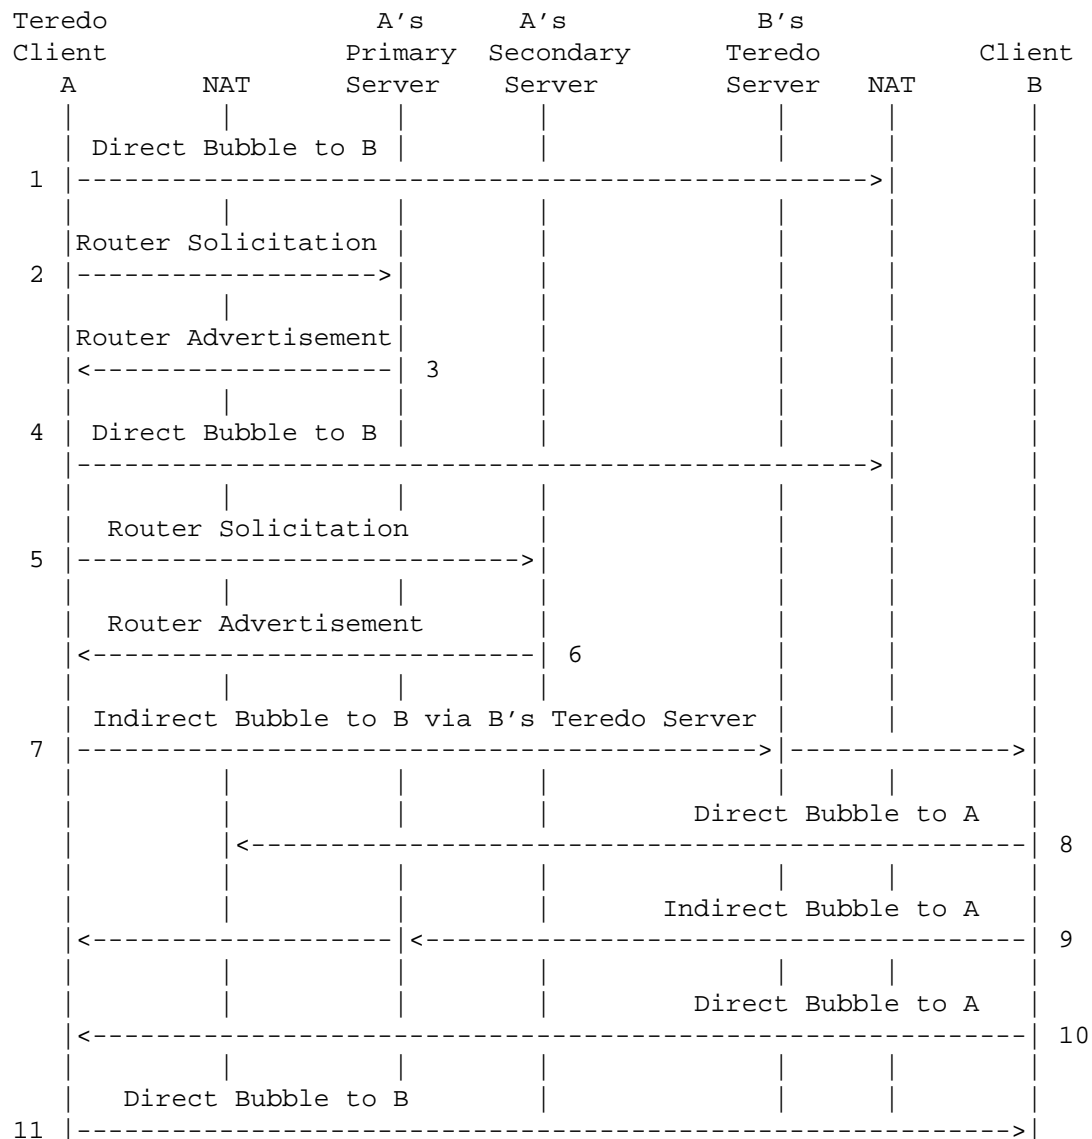 Teredo A's A's B's
Client Primary Secondary Teredo Client
A NAT Server Server Server NAT B
Direct Bubble to B
1
Router Solicitation
2
Router Advertisement
3
4 Direct Bubble to B
Router Solicitation
5
Router Advertisement
6
Indirect Bubble to B via B's Teredo Server
7
Direct Bubble to A
8
Indirect Bubble to A
9
Direct Bubble to A
10
Direct Bubble to B
11